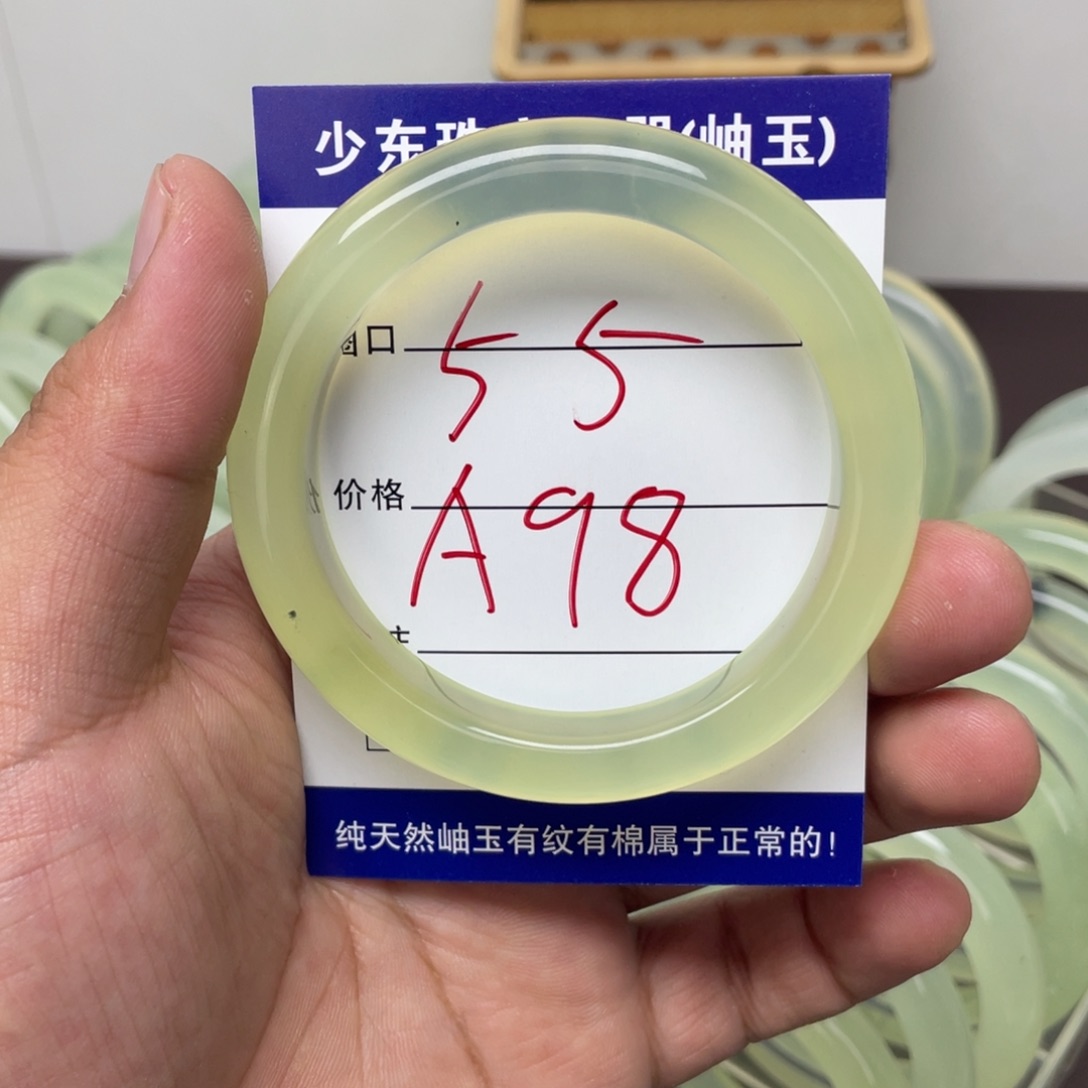 少东珠(岫玉)
圈口 55
价格 A98
纯天然岫玉有纹有棉属于正常的!